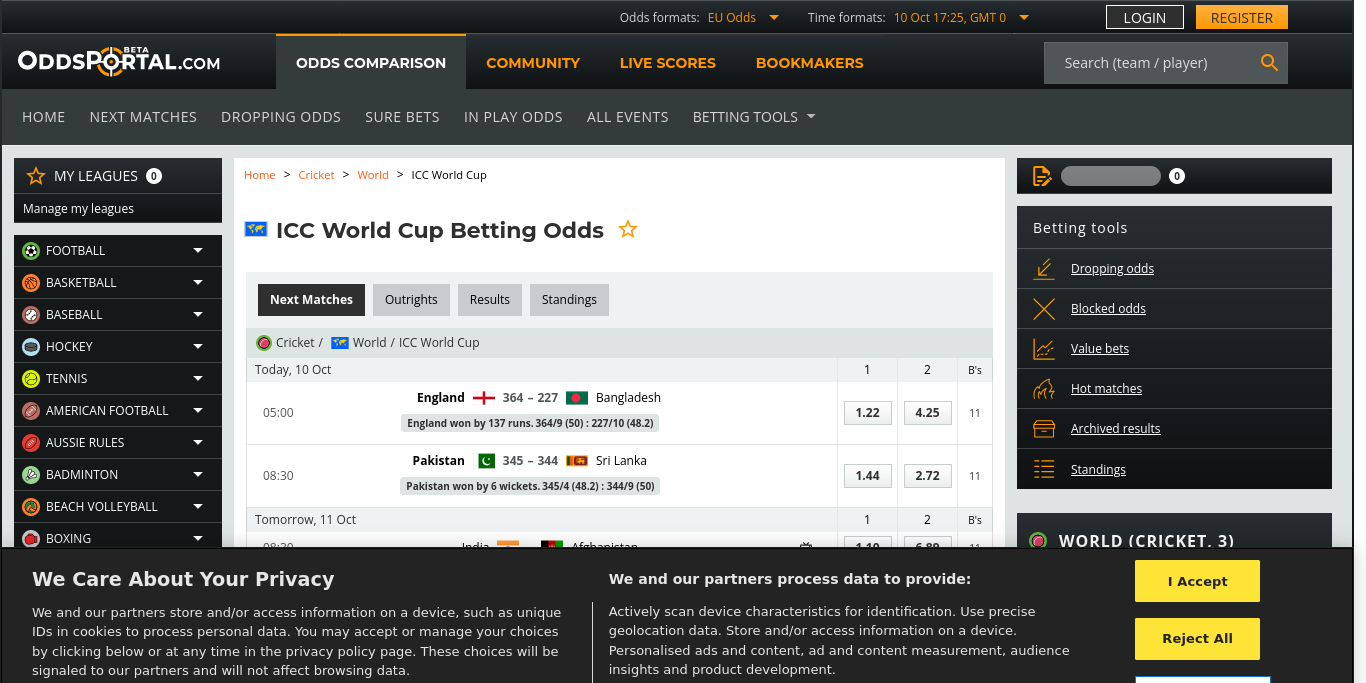 Odds formats: EU Odds Time formats: 10 Oct 17:25, GMT 0 LOGIN REGISTER
ODDSPORTAL.COM BETA
ODDS COMPARISON COMMUNITY LIVE SCORES BOOKMAKERS Search (team / player)
HOME NEXT MATCHES DROPPING ODDS SURE BETS IN PLAY ODDS ALL EVENTS BETTING TOOLS
MY LEAGUES 0
Manage my leagues
FOOTBALL
BASKETBALL
BASEBALL
HOCKEY
TENNIS
AMERICAN FOOTBALL
AUSSIE RULES
BADMINTON
BEACH VOLLEYBALL
BOXING
Home > Cricket > World > ICC World Cup
ICC World Cup Betting Odds
Next Matches Outrights Results Standings
Cricket / World / ICC World Cup
Today, 10 Oct 1 2 B's
05:00 England 364 – 227 Bangladesh 1.22 4.25 11
England won by 137 runs. 364/9 (50) : 227/10 (48.2)
08:30 Pakistan 345 – 344 Sri Lanka 1.44 2.72 11
Pakistan won by 6 wickets. 345/4 (48.2) : 344/9 (50)
Tomorrow, 11 Oct 1 2 B's
08:30 India Afghanistan 1.10 6.80 11
0
Betting tools
Dropping odds
Blocked odds
Value bets
Hot matches
Archived results
Standings
WORLD (CRICKET, 3)
We Care About Your Privacy
We and our partners store and/or access information on a device, such as unique
IDs in cookies to process personal data. You may accept or manage your choices
by clicking below or at any time in the privacy policy page. These choices will be
signaled to our partners and will not affect browsing data.
We and our partners process data to provide:
Actively scan device characteristics for identification. Use precise
geolocation data. Store and/or access information on a device.
Personalised ads and content, ad and content measurement, audience
insights and product development.
I Accept
Reject All